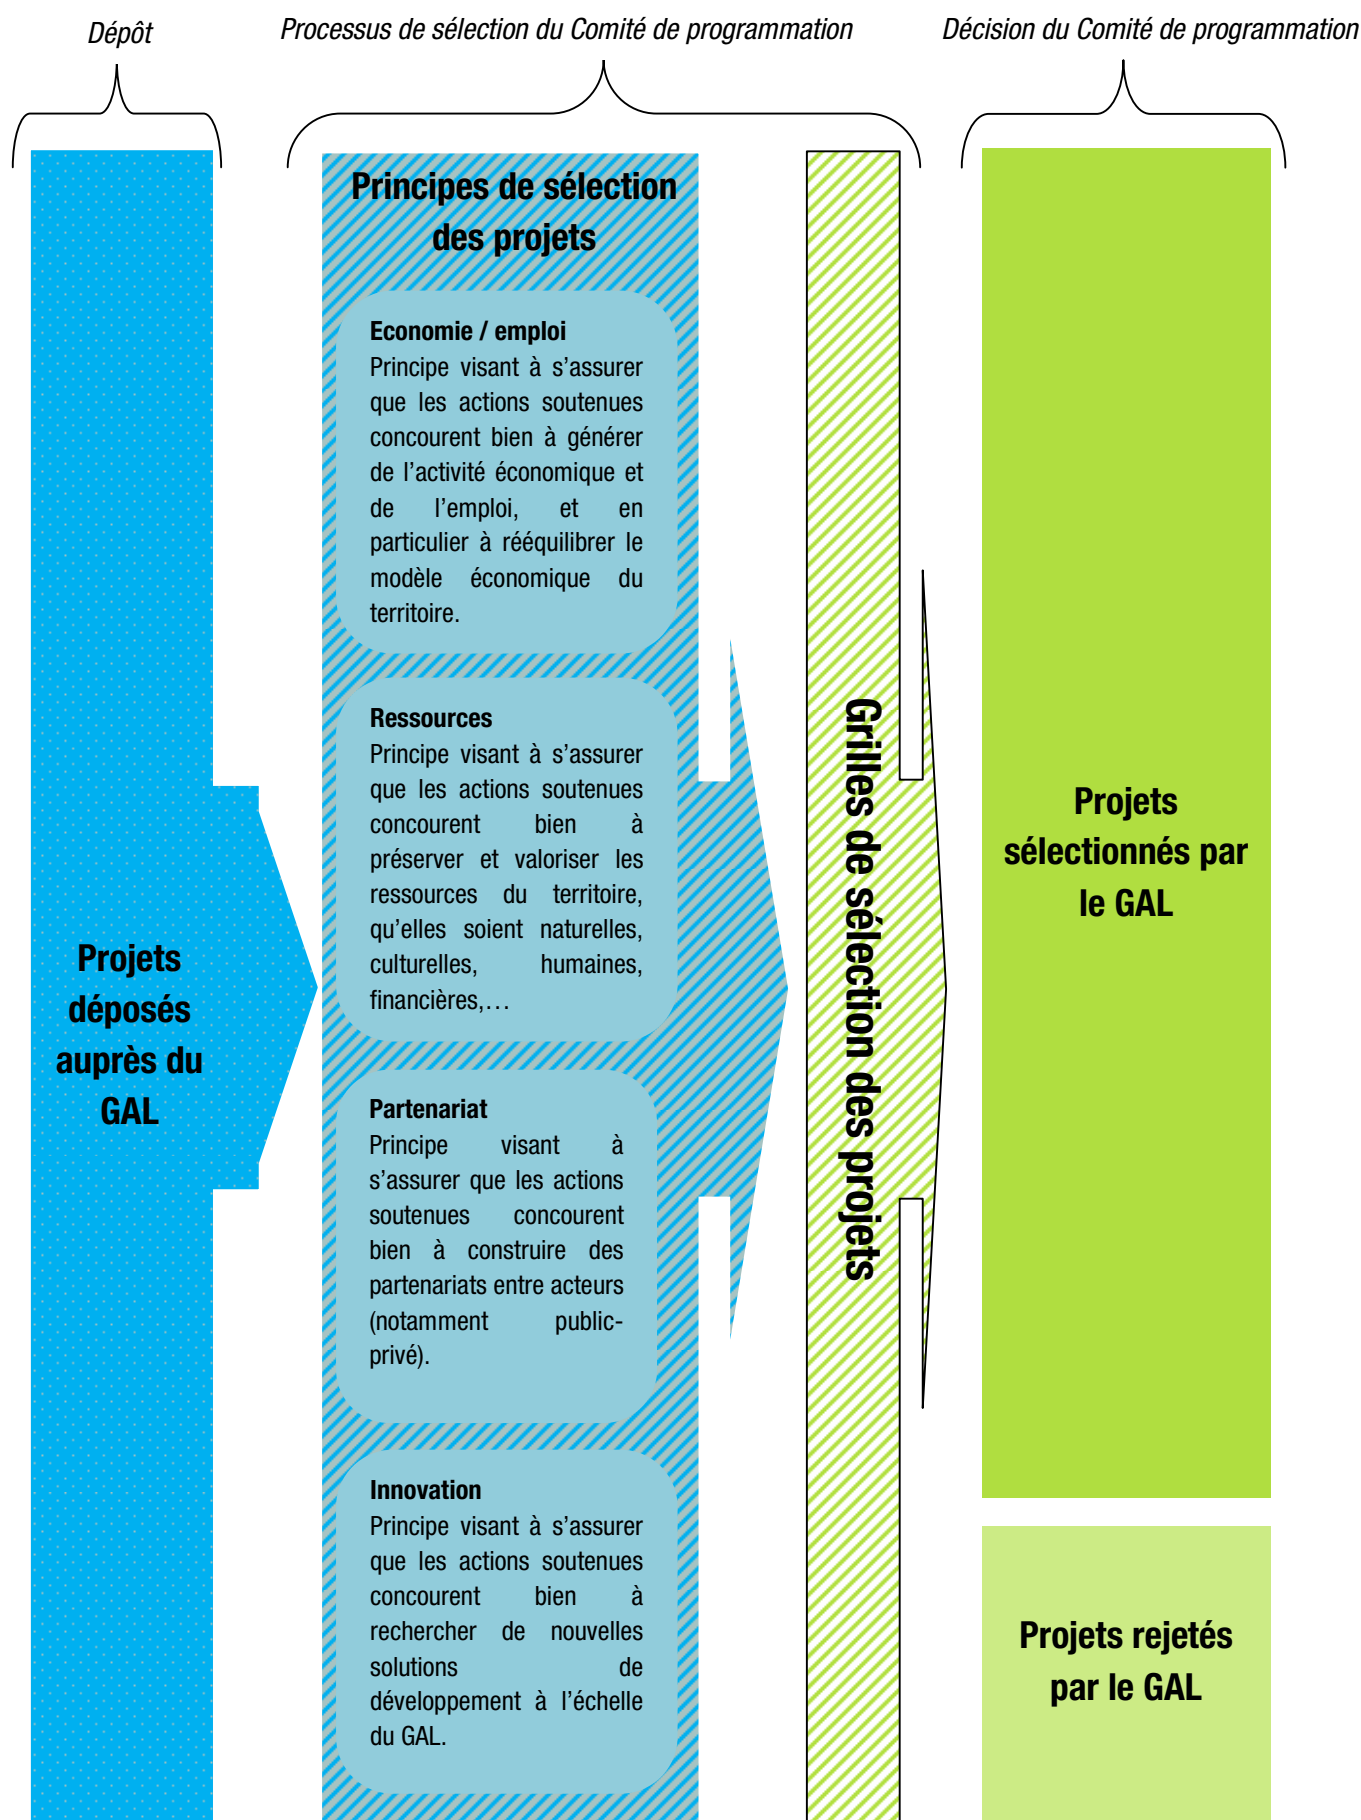 Dépôt
Processus de sélection du Comité de programmation
Décision du Comité de programmation
Projets
déposés
auprès du
GAL
Principes de sélection
des projets
Economie / emploi
Principe visant à s’assurer
que les actions soutenues
concourent bien à générer
de l’activité économique et
de l’emploi, et en
particulier à rééquilibrer le
modèle économique du
territoire.
Ressources
Principe visant à s’assurer
que les actions soutenues
concourent bien à
préserver et valoriser les
ressources du territoire,
qu’elles soient naturelles,
culturelles, humaines,
financières,…
Partenariat
Principe visant à
s’assurer que les actions
soutenues concourent
bien à construire des
partenariats entre acteurs
(notamment public-
privé).
Innovation
Principe visant à s’assurer
que les actions soutenues
concourent bien à
rechercher de nouvelles
solutions de
développement à l’échelle
du GAL.
Grilles de sélection des projets
Projets
sélectionnés par
le GAL
Projets rejetés
par le GAL